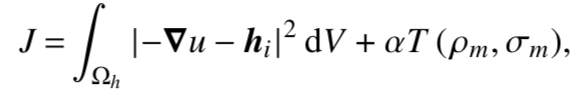 J = ∫_{Ω_h} |−∇u − h_i|² dV + αT (ρ_m, σ_m),